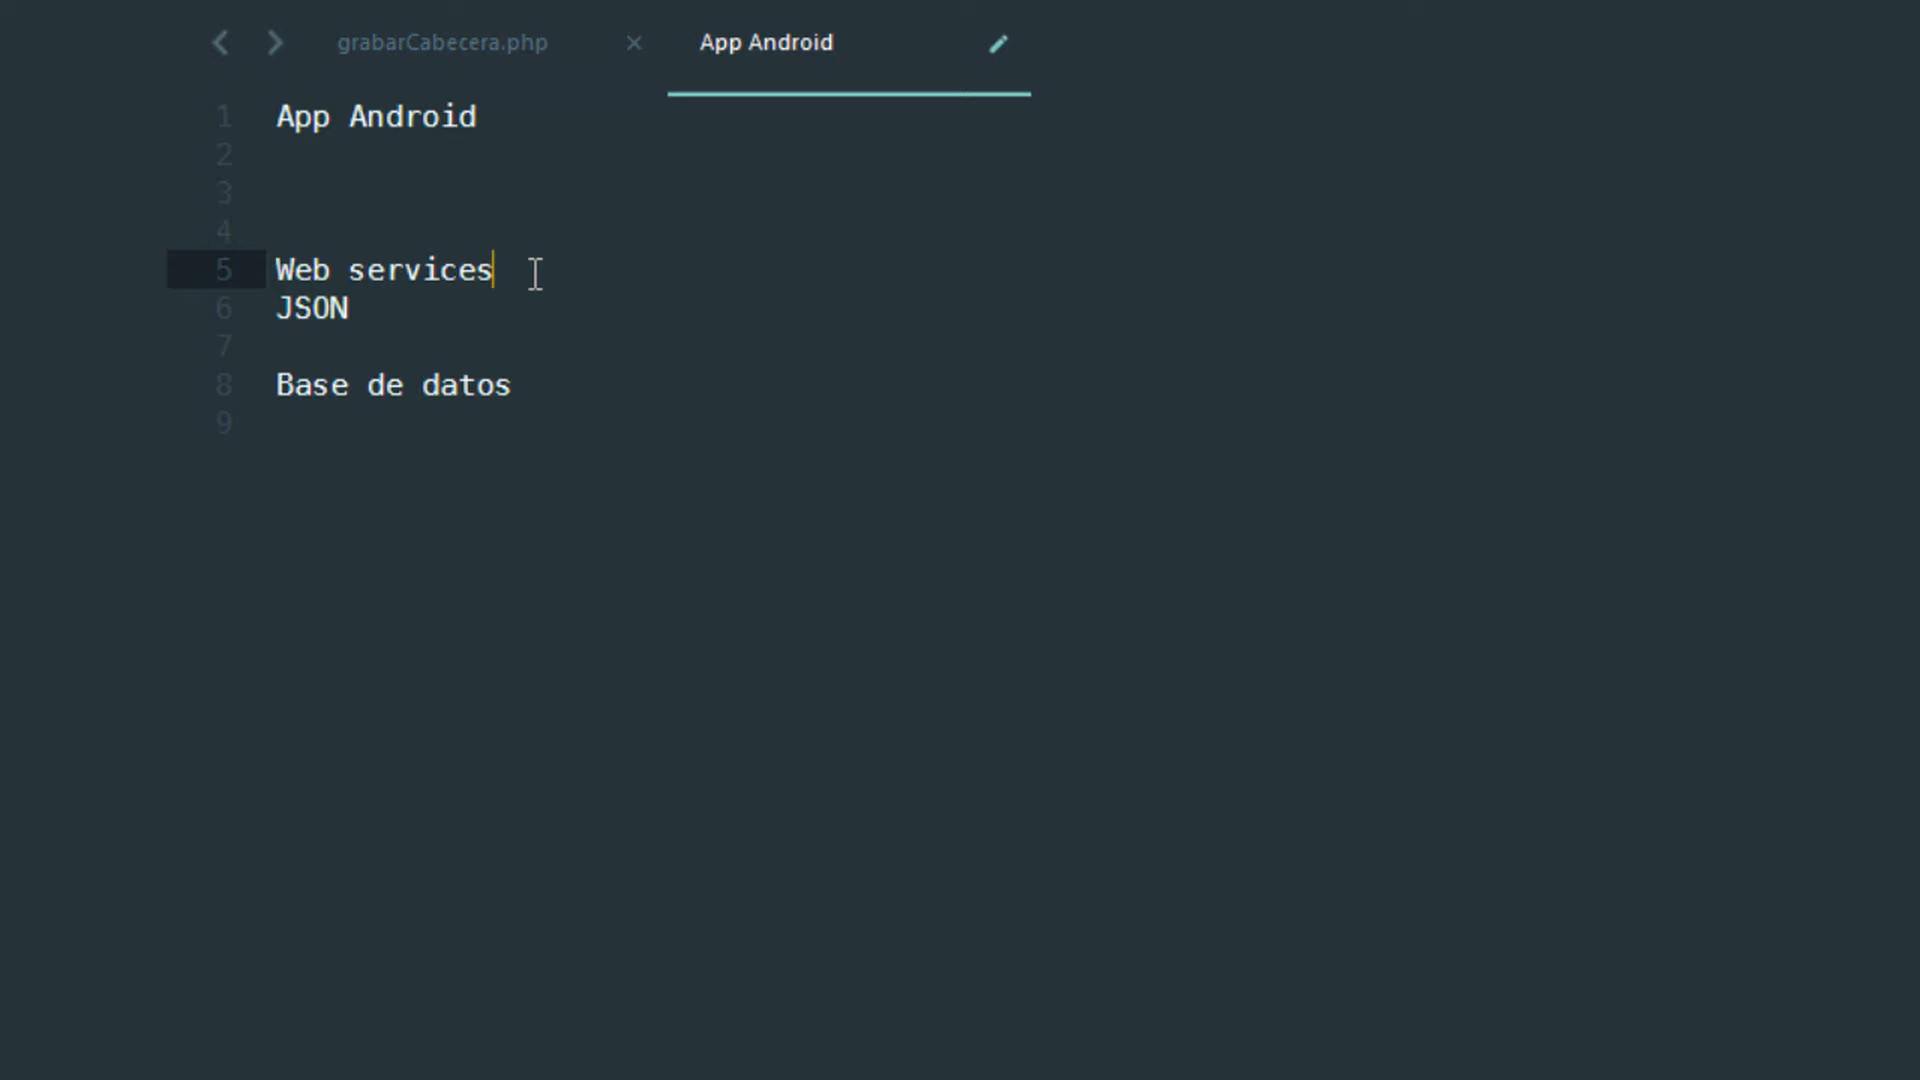 grabarCabecera.php × App Android
1 App Android
2
3
4
5 Web services
6 JSON
7
8 Base de datos
9